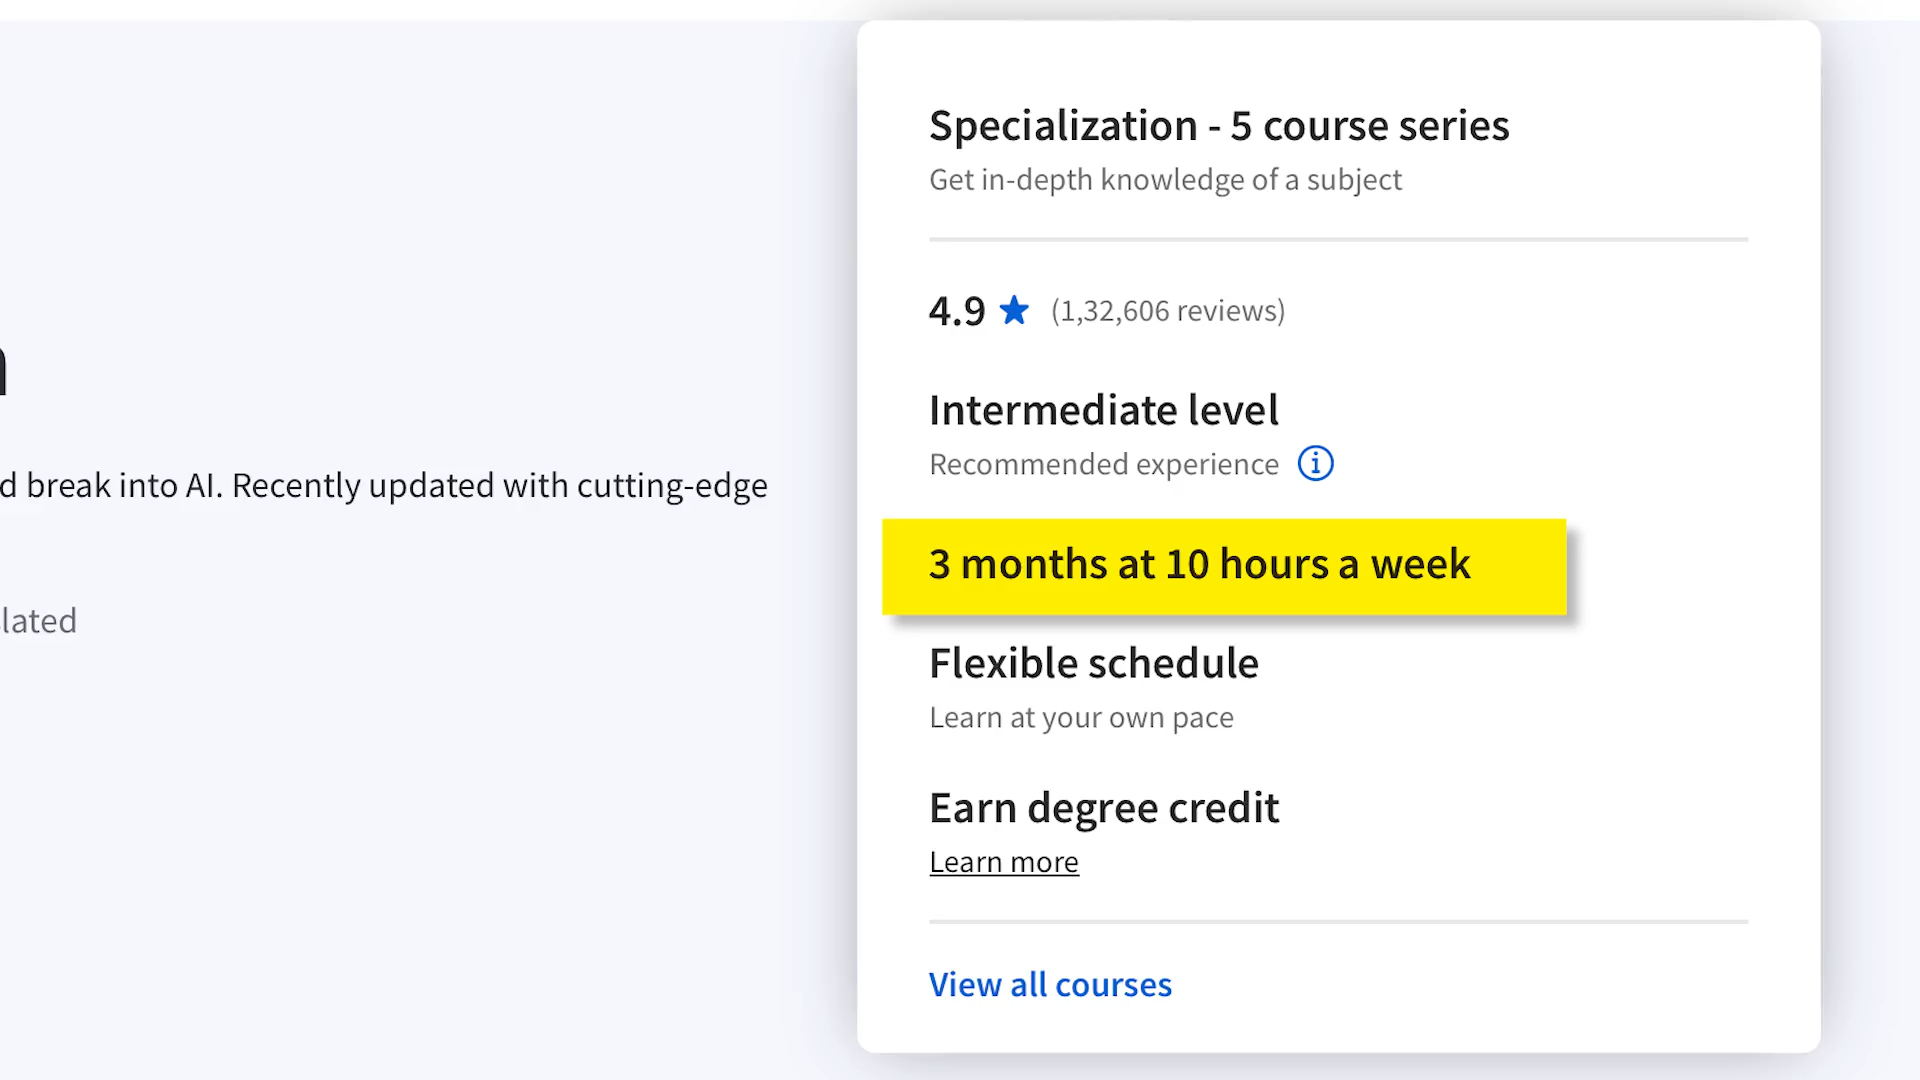 Specialization - 5 course series
Get in-depth knowledge of a subject
4.9 ★ (1,32,606 reviews)
Intermediate level
Recommended experience
break into AI. Recently updated with cutting-edge
3 months at 10 hours a week
Flexible schedule
Learn at your own pace
Earn degree credit
Learn more
View all courses